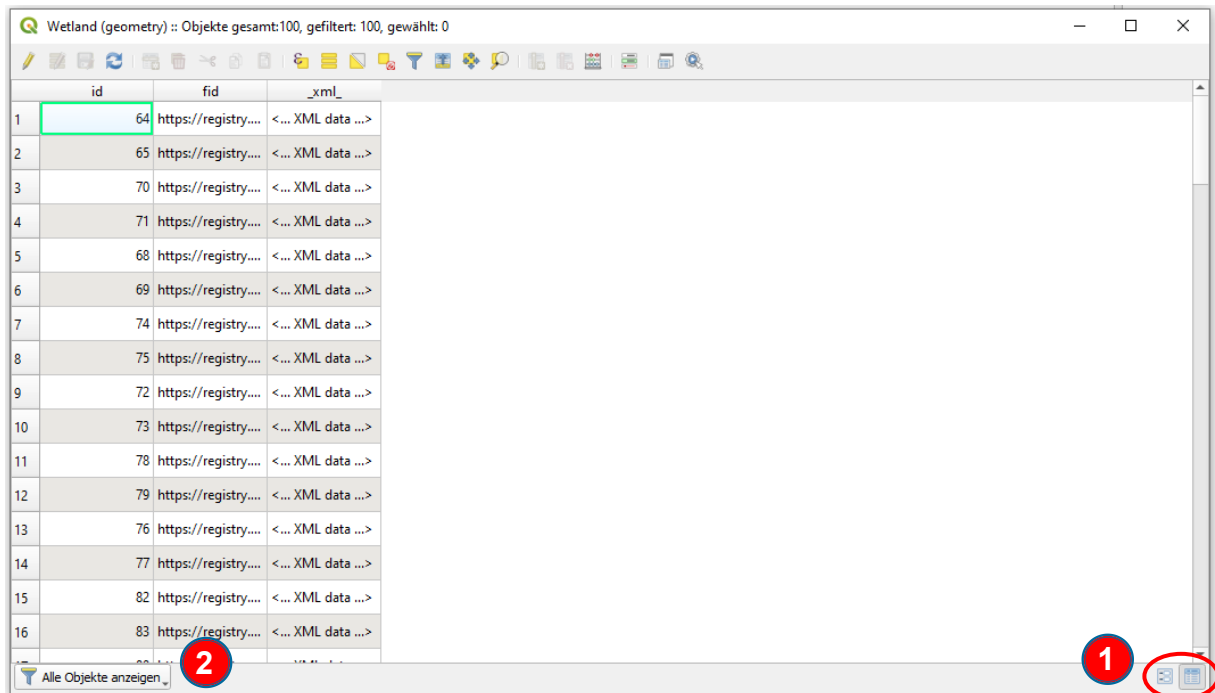 Wetland (geometry) :: Objekte gesamt:100, gefiltert: 100, gewählt: 0
id fid _xml_
1 64 https://registry.... <... XML data ...>
2 65 https://registry.... <... XML data ...>
3 70 https://registry.... <... XML data ...>
4 71 https://registry.... <... XML data ...>
5 68 https://registry.... <... XML data ...>
6 69 https://registry.... <... XML data ...>
7 74 https://registry.... <... XML data ...>
8 75 https://registry.... <... XML data ...>
9 72 https://registry.... <... XML data ...>
10 73 https://registry.... <... XML data ...>
11 78 https://registry.... <... XML data ...>
12 79 https://registry.... <... XML data ...>
13 76 https://registry.... <... XML data ...>
14 77 https://registry.... <... XML data ...>
15 82 https://registry.... <... XML data ...>
16 83 https://registry.... <... XML data ...>
Alle Objekte anzeigen 2 1